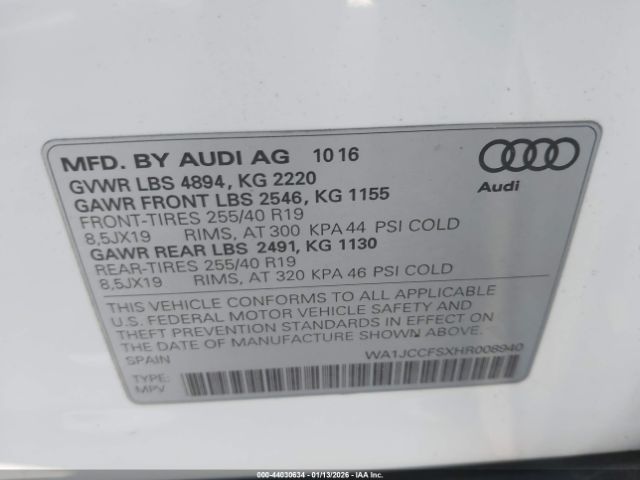 MFD. BY AUDI AG 10 16
GVWR LBS 4894, KG 2220
GAWR FRONT LBS 2546, KG 1155
FRONT-TIRES 255/40 R19
8,5JX19 RIMS, AT 300 KPA 44 PSI COLD
GAWR REAR LBS 2491, KG 1130
REAR-TIRES 255/40 R19
8,5JX19 RIMS, AT 320 KPA 46 PSI COLD
THIS VEHICLE CONFORMS TO ALL APPLICABLE
U.S. FEDERAL MOTOR VEHICLE SAFETY AND
THEFT PREVENTION STANDARDS IN EFFECT ON
THE DATE OF MANUFACTURE SHOWN ABOVE.
SPAIN
WA1JCCFSXHR008940
TYPE:
MPV
Audi
000-44030634 - 01/13/2026 - IAA Inc.